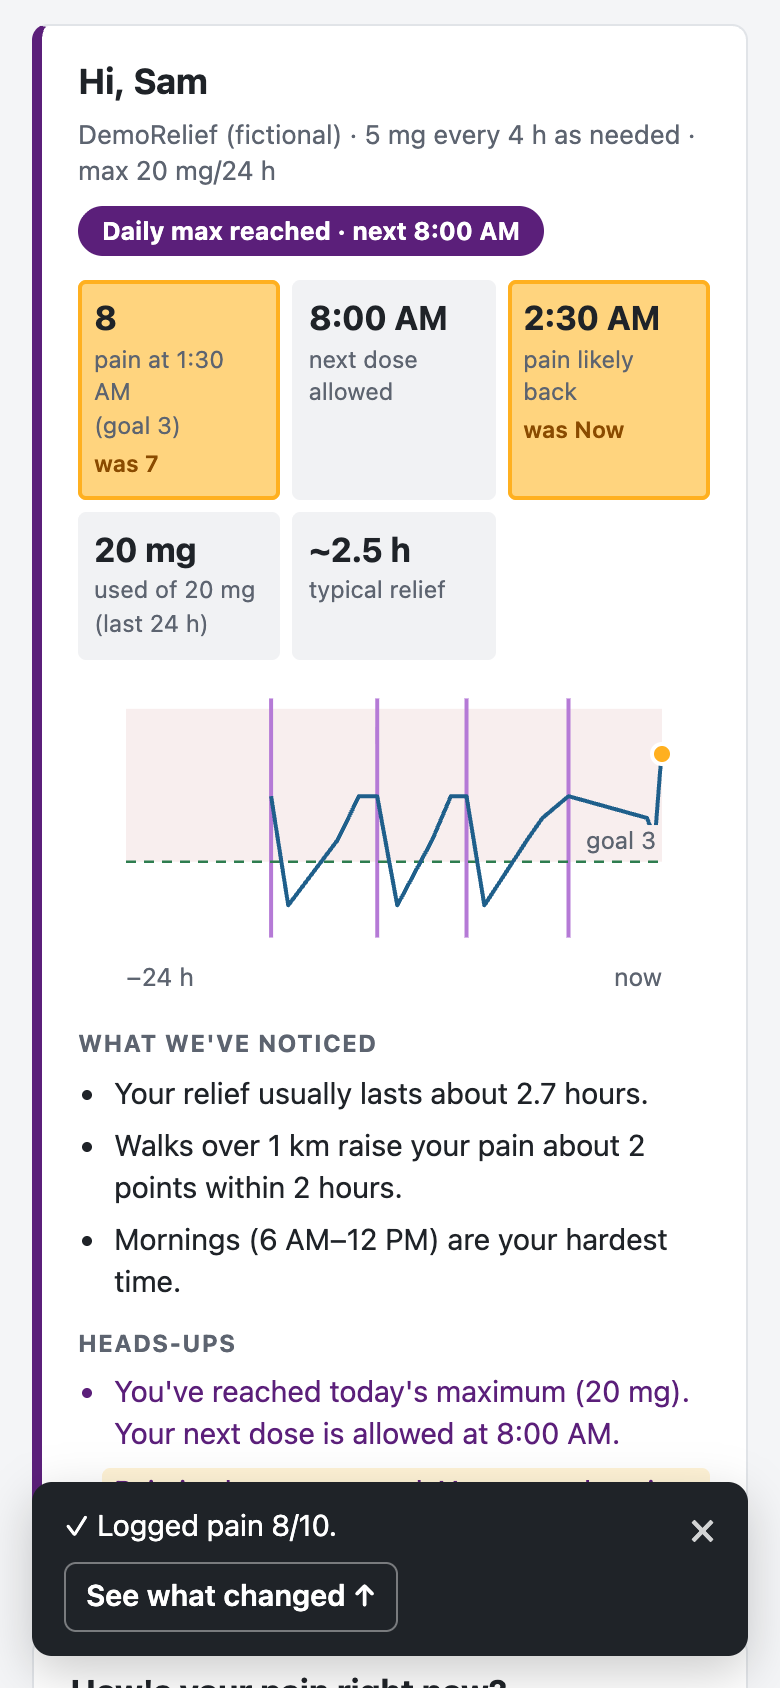 Hi, Sam
DemoRelief (fictional) · 5 mg every 4 h as needed ·
max 20 mg/24 h
Daily max reached · next 8:00 AM
8
pain at 1:30
AM
(goal 3)
was 7
8:00 AM
next dose
allowed
2:30 AM
pain likely
back
was Now
20 mg
used of 20 mg
(last 24 h)
~2.5 h
typical relief
goal 3
−24 h
now
WHAT WE'VE NOTICED
• Your relief usually lasts about 2.7 hours.
• Walks over 1 km raise your pain about 2
points within 2 hours.
• Mornings (6 AM–12 PM) are your hardest
time.
HEADS-UPS
• You've reached today's maximum (20 mg).
Your next dose is allowed at 8:00 AM.
✓ Logged pain 8/10.
×
See what changed ↑
How's your pain right now?